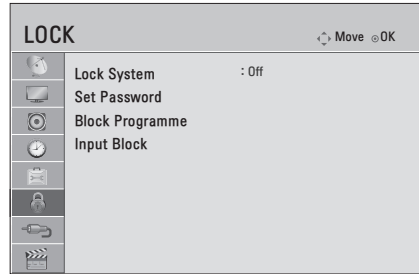 LOCK
Move OK
Lock System : Off
Set Password
Block Programme
Input Block